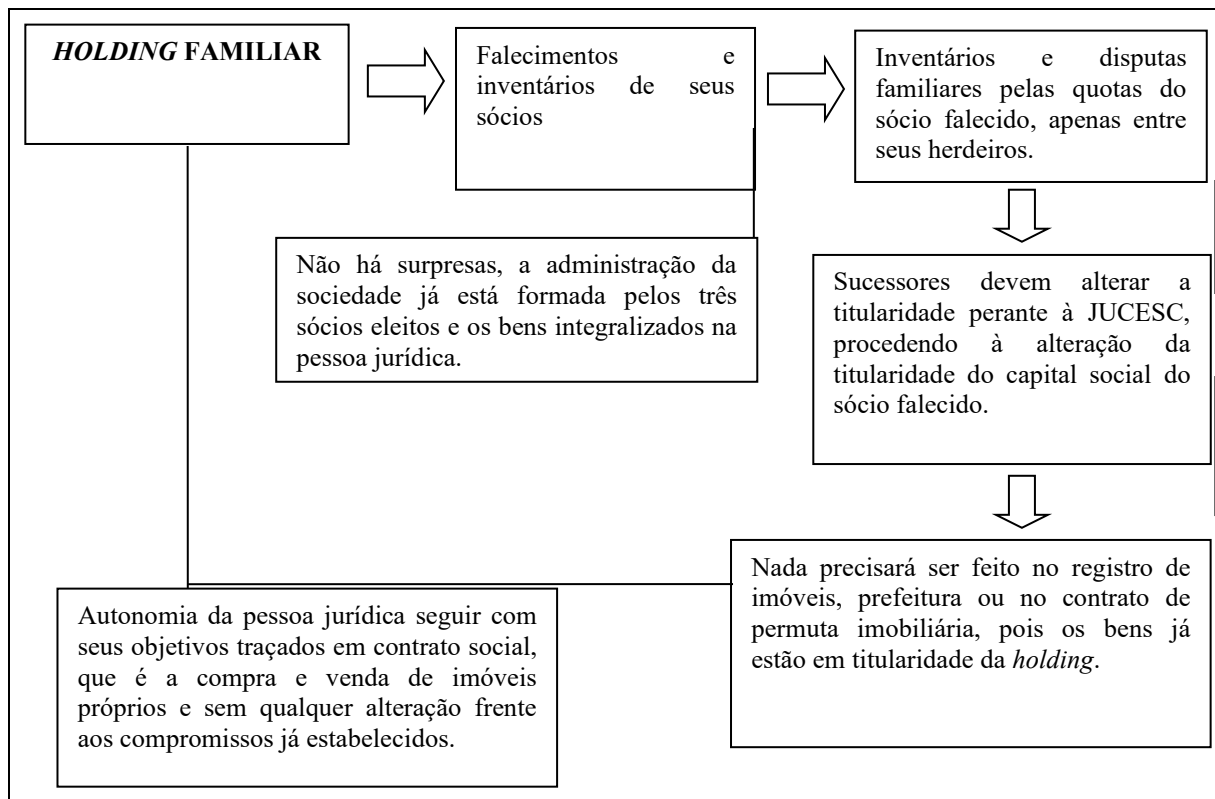 HOLDING FAMILIAR
Falecimentos e
inventários de seus
sócios
Inventários e disputas
familiares pelas quotas do
sócio falecido, apenas entre
seus herdeiros.
Não há surpresas, a administração da
sociedade já está formada pelos três
sócios eleitos e os bens integralizados na
pessoa jurídica.
Sucessores devem alterar a
titularidade perante à JUCESC,
procedendo à alteração da
titularidade do capital social do
sócio falecido.
Nada precisará ser feito no registro de
imóveis, prefeitura ou no contrato de
permuta imobiliária, pois os bens já
estão em titularidade da holding.
Autonomia da pessoa jurídica seguir com
seus objetivos traçados em contrato social,
que é a compra e venda de imóveis
próprios e sem qualquer alteração frente
aos compromissos já estabelecidos.